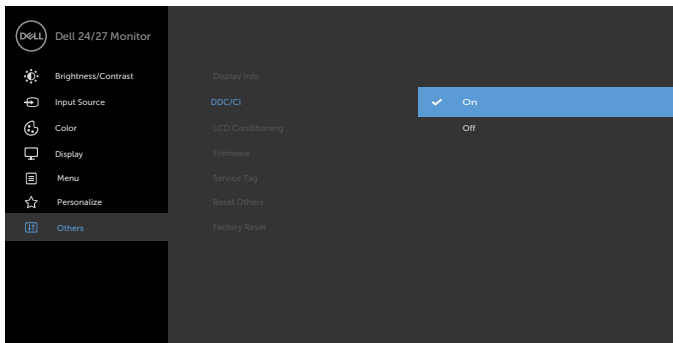 DELL
Dell 24/27 Monitor
Brightness/Contrast
Input Source
Color
Display
Menu
Personalize
Others
Display Info
DDC/CI
LCD Conditioning
Firmware
Service Tag
Reset Others
Factory Reset
On
Off